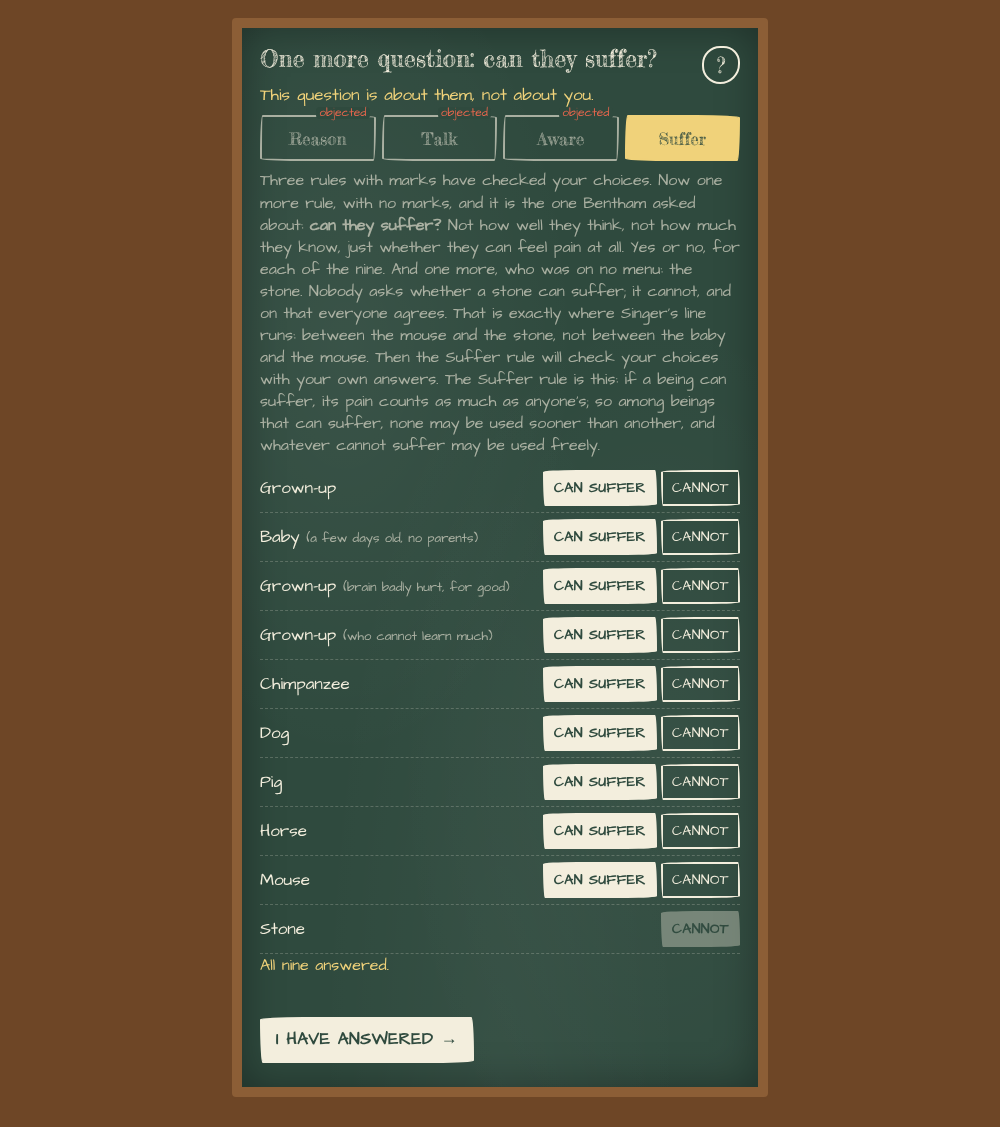 One more question: can they suffer?
?
This question is about them, not about you.
objected objected objected
Reason Talk Aware Suffer
Three rules with marks have checked your choices. Now one
more rule, with no marks, and it is the one Bentham asked
about: can they suffer? Not how well they think, not how much
they know, just whether they can feel pain at all. Yes or no, for
each of the nine. And one more, who was on no menu: the
stone. Nobody asks whether a stone can suffer; it cannot, and
on that everyone agrees. That is exactly where Singer's line
runs: between the mouse and the stone, not between the baby
and the mouse. Then the Suffer rule will check your choices
with your own answers. The Suffer rule is this: if a being can
suffer, its pain counts as much as anyone's; so among beings
that can suffer, none may be used sooner than another, and
whatever cannot suffer may be used freely.
Grown-up CAN SUFFER CANNOT
Baby (a few days old, no parents) CAN SUFFER CANNOT
Grown-up (brain badly hurt, for good) CAN SUFFER CANNOT
Grown-up (who cannot learn much) CAN SUFFER CANNOT
Chimpanzee CAN SUFFER CANNOT
Dog CAN SUFFER CANNOT
Pig CAN SUFFER CANNOT
Horse CAN SUFFER CANNOT
Mouse CAN SUFFER CANNOT
Stone CANNOT
All nine answered.
I HAVE ANSWERED →